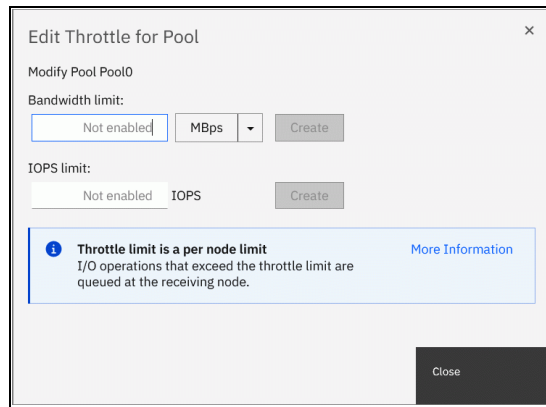 Edit Throttle for Pool
Modify Pool Pool0
Bandwidth limit:
Not enabled MBps Create
IOPS limit:
Not enabled IOPS Create
Throttle limit is a per node limit More Information
I/O operations that exceed the throttle limit are
queued at the receiving node.
Close